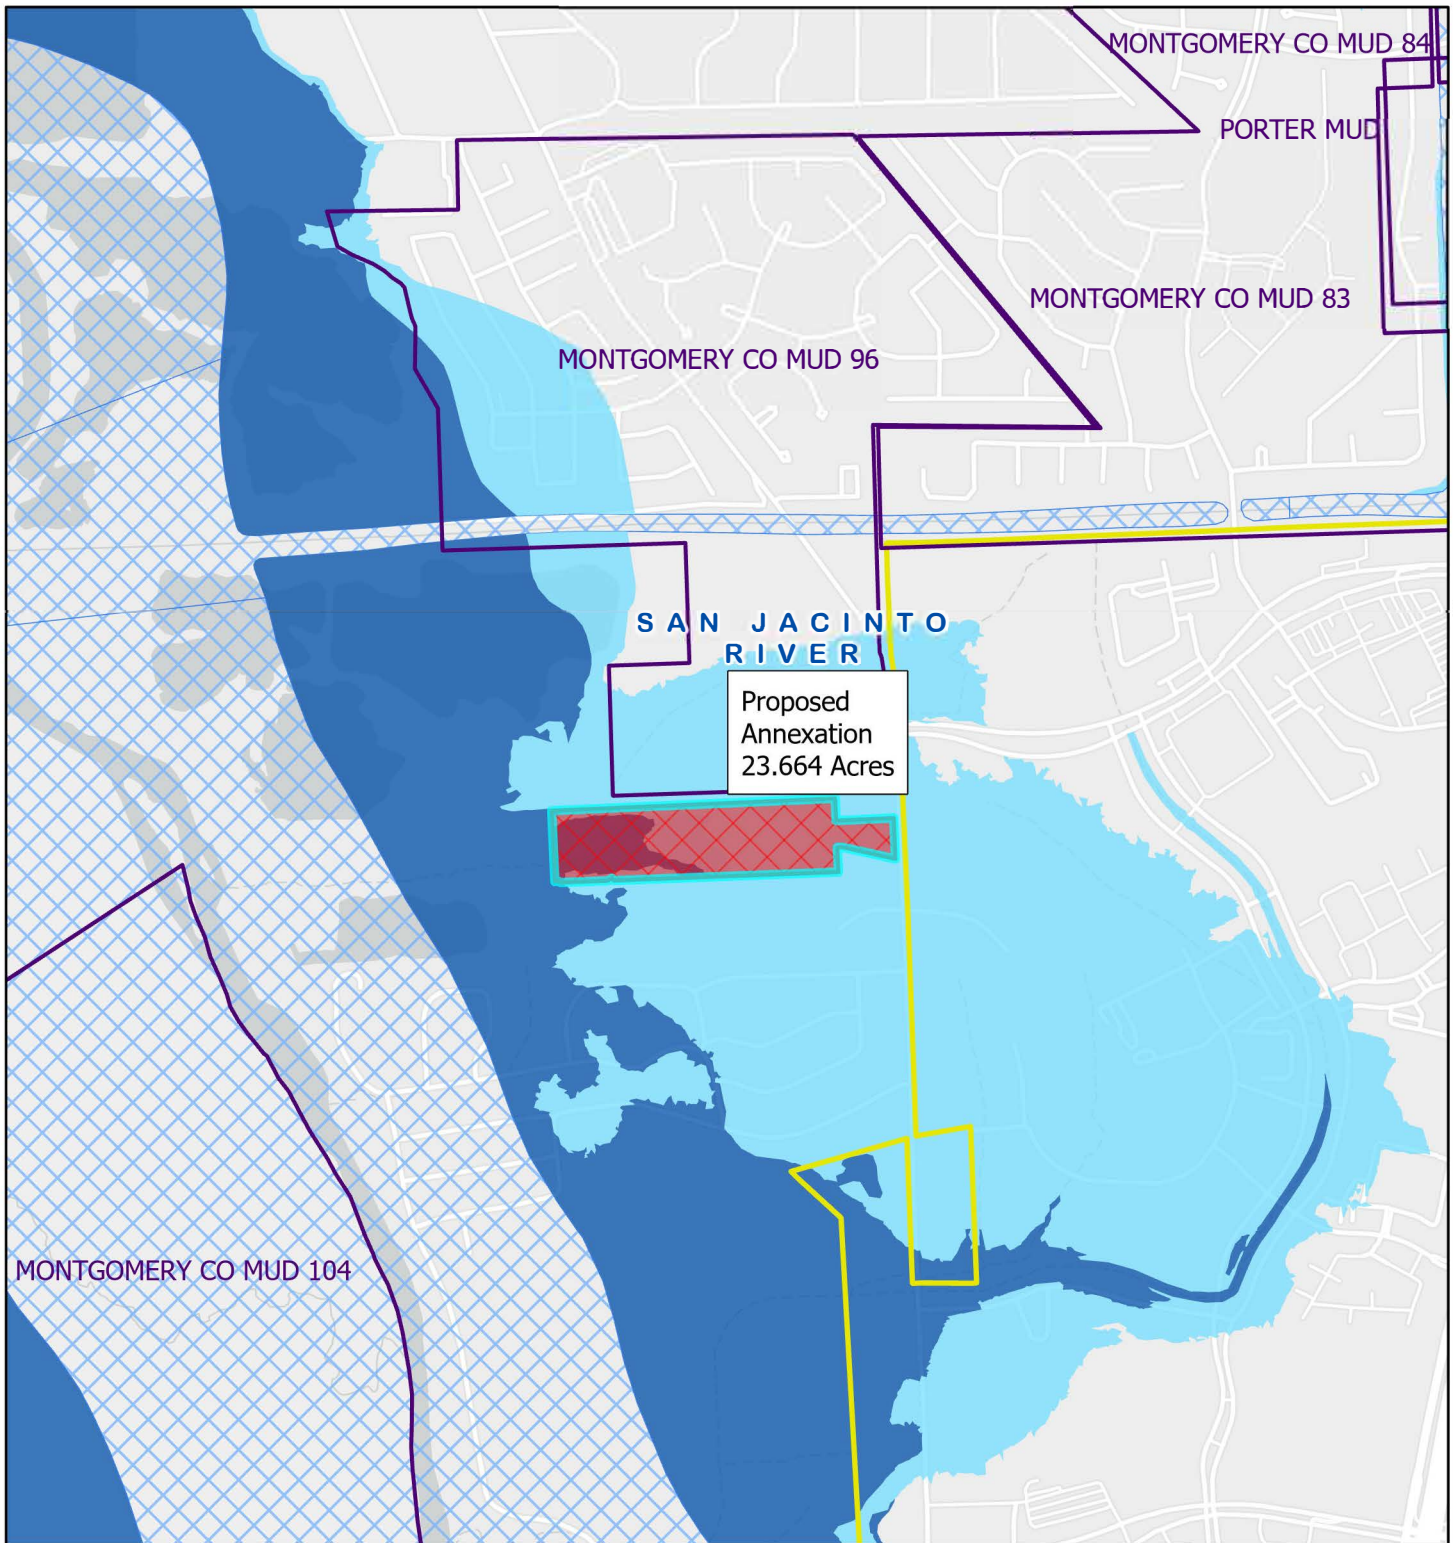 MONTGOMERY CO MUD 84
PORTER MUD
MONTGOMERY CO MUD 83
MONTGOMERY CO MUD 96
SAN JACINTO
RIVER
Proposed
Annexation
23.664 Acres
MONTGOMERY CO MUD 104